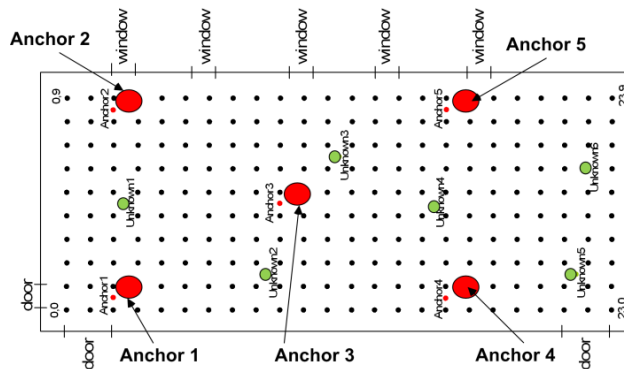 window
window
window
window
window
Anchor 2
Anchor 5
0,9
Anchor2
Anchor5
23,9
Unknown3
Unknown6
Unknown1
Anchor3
Unknown4
Unknown2
Unknown5
Anchor1
Anchor4
door
0,0
23,0
door
door
Anchor 1
Anchor 3
Anchor 4